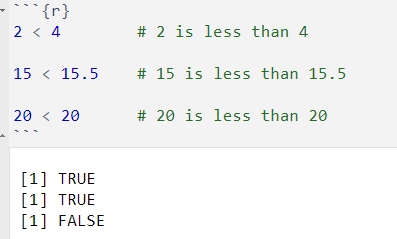 ```{r}
2 < 4        # 2 is less than 4
15 < 15.5    # 15 is less than 15.5
20 < 20      # 20 is less than 20
```
[1] TRUE
[1] TRUE
[1] FALSE